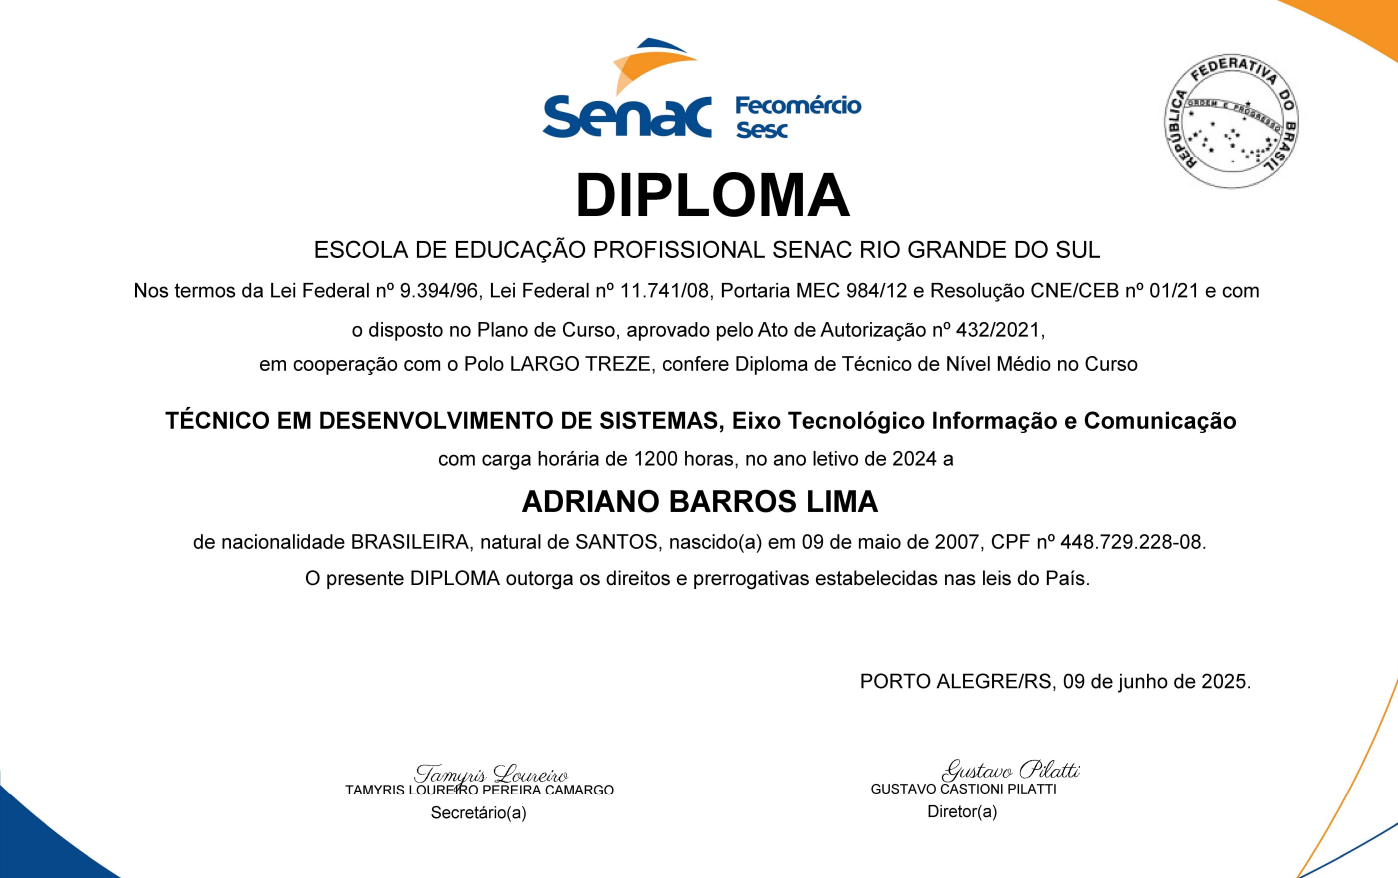 Senac Fecomércio
Sesc
REPÚBLICA FEDERATIVA DO BRASIL
ORDEM E PROGRESSO
DIPLOMA
ESCOLA DE EDUCAÇÃO PROFISSIONAL SENAC RIO GRANDE DO SUL
Nos termos da Lei Federal nº 9.394/96, Lei Federal nº 11.741/08, Portaria MEC 984/12 e Resolução CNE/CEB nº 01/21 e com
o disposto no Plano de Curso, aprovado pelo Ato de Autorização nº 432/2021,
em cooperação com o Polo LARGO TREZE, confere Diploma de Técnico de Nível Médio no Curso
TÉCNICO EM DESENVOLVIMENTO DE SISTEMAS, Eixo Tecnológico Informação e Comunicação
com carga horária de 1200 horas, no ano letivo de 2024 a
ADRIANO BARROS LIMA
de nacionalidade BRASILEIRA, natural de SANTOS, nascido(a) em 09 de maio de 2007, CPF nº 448.729.228-08.
O presente DIPLOMA outorga os direitos e prerrogativas estabelecidas nas leis do País.
PORTO ALEGRE/RS, 09 de junho de 2025.
Tamyris Loureiro
TAMYRIS LOUREIRO PEREIRA CAMARGO
Secretário(a)
Gustavo Pilatti
GUSTAVO CASTIONI PILATTI
Diretor(a)